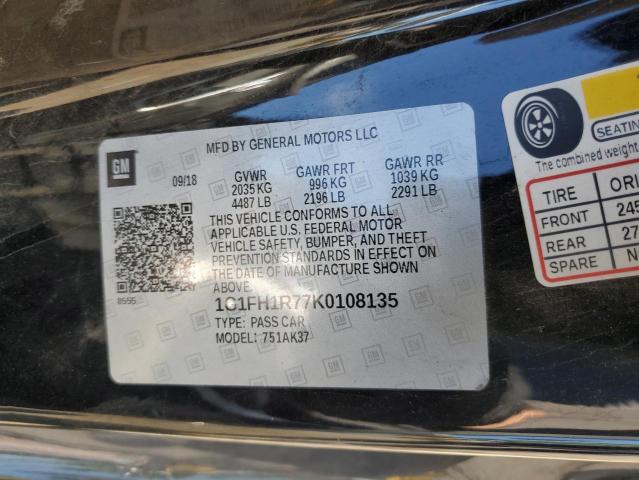 MFD BY GENERAL MOTORS LLC
GM
09/18
GVWR GAWR FRT GAWR RR
2035 KG 996 KG 1039 KG
4487 LB 2196 LB 2291 LB
THIS VEHICLE CONFORMS TO ALL
APPLICABLE U.S. FEDERAL MOTOR
VEHICLE SAFETY, BUMPER, AND THEFT
PREVENTION STANDARDS IN EFFECT ON
THE DATE OF MANUFACTURE SHOWN
ABOVE.
8555
1G1FH1R77K0108135
TYPE: PASS CAR
MODEL: 751AK37
SEATING
The combined weight
TIRE ORI
FRONT 245
REAR 27
SPARE N